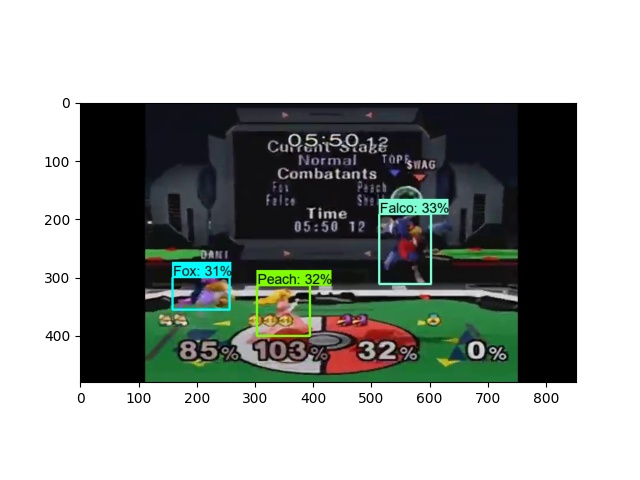 05:50 12
Current Stage
Normal
Combatants
Fox Peach
Falco
Time
05:50 12
SWAG
DANI
Falco: 33%
Fox: 31%
Peach: 32%
85% 103% 32% 0%
0
100
200
300
400
0 100 200 300 400 500 600 700 800